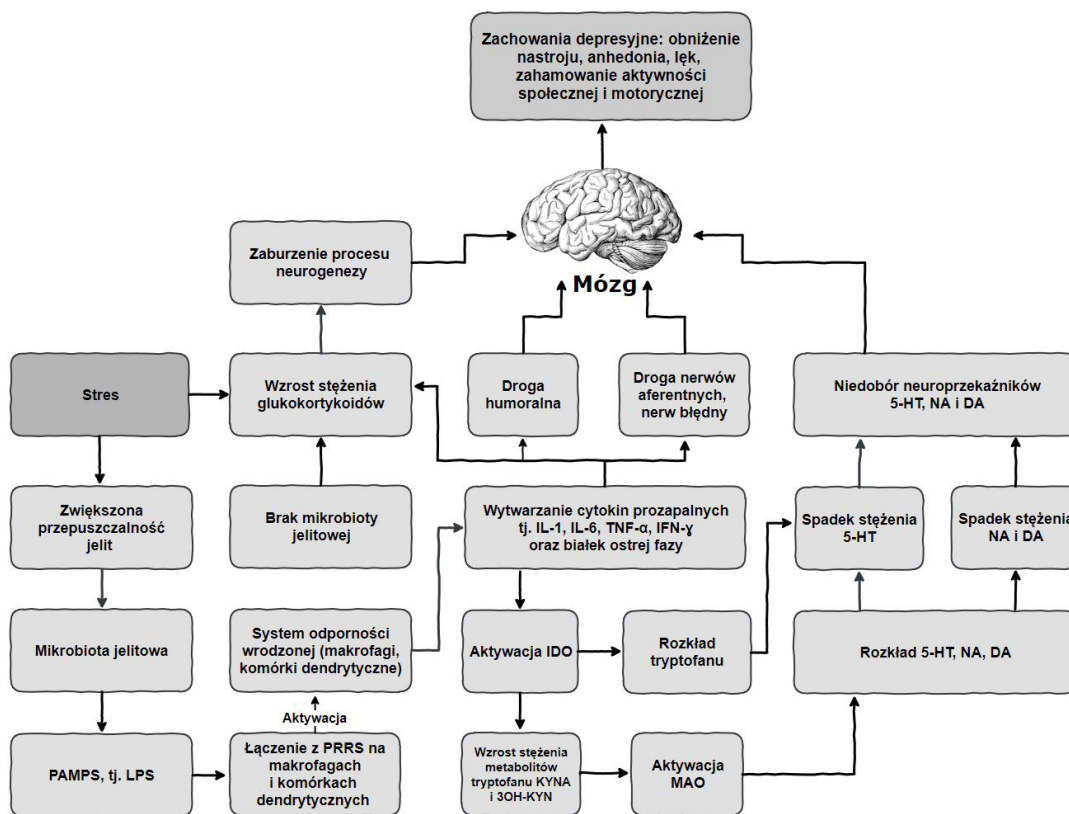 Zachowania depresyjne: obniżenie
nastroju, anhedonia, lęk,
zahamowanie aktywności
społecznej i motorycznej
Zaburzenie procesu
neurogenezy
Mózg
Stres
Wzrost stężenia
glukokortykoidów
Droga
humoralna
Droga nerwów
aferentnych,
nerw błędny
Niedobór neuroprzekaźników
5-HT, NA i DA
Zwiększona
przepuszczalność
jelit
Brak mikrobioty
jelitowej
Wytwarzanie cytokin prozapalnych
tj. IL-1, IL-6, TNF-α, IFN-ɣ
oraz białek ostrej fazy
Spadek stężenia
5-HT
Spadek stężenia
NA i DA
Mikrobiota jelitowa
System odporności
wrodzonej (makrofagi,
komórki dendrytyczne)
Aktywacja IDO
Rozkład
tryptofanu
Rozkład 5-HT, NA, DA
Aktywacja
PAMPS, tj. LPS
Łączenie z PRRS na
makrofagach
i komórkach
dendrytycznych
Wzrost stężenia
metabolitów
tryptofanu KYNA
i 3OH-KYN
Aktywacja
MAO